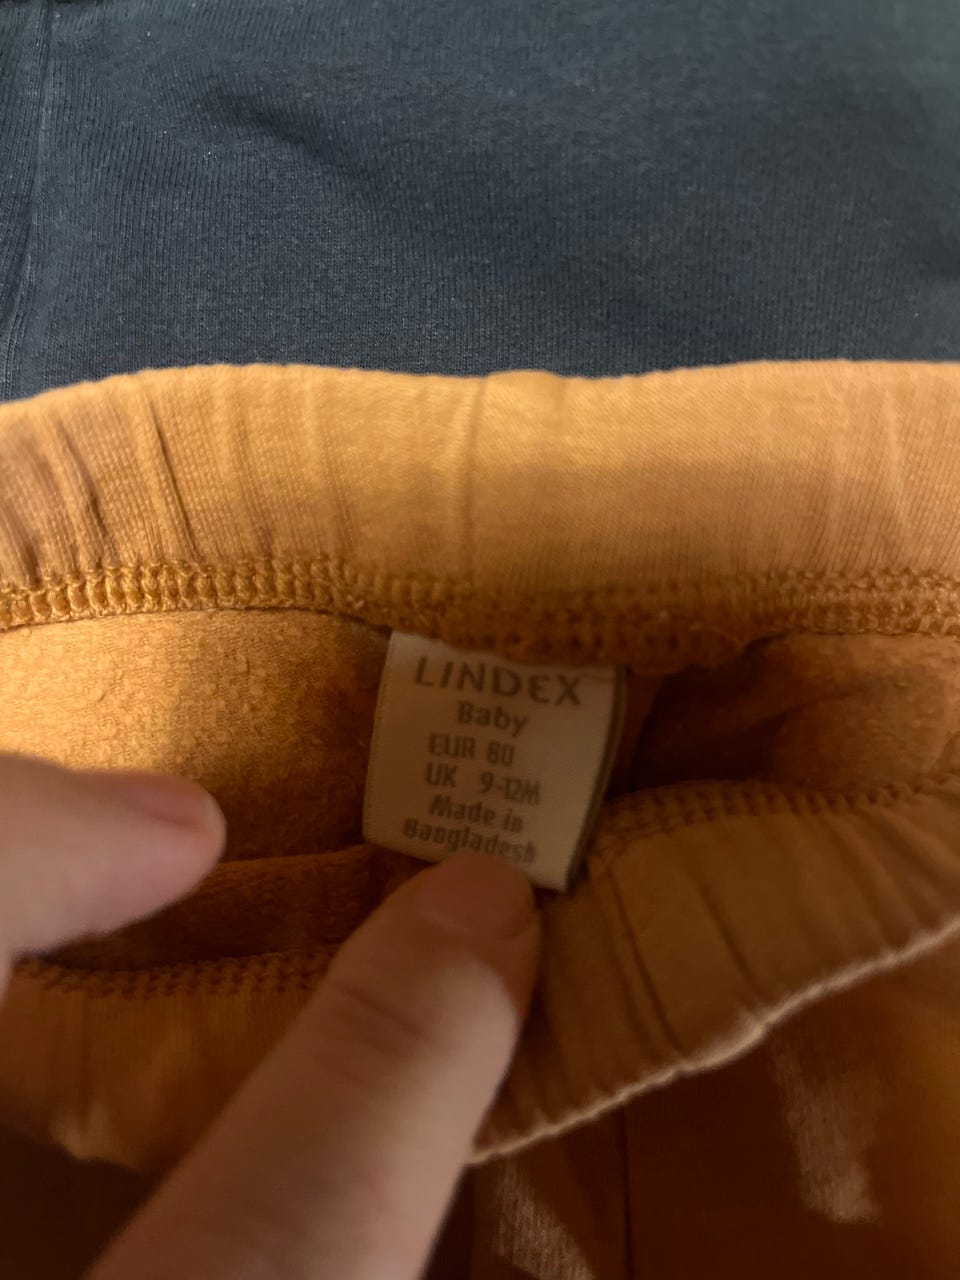 LINDEX
Baby
EUR 80
UK 9-12M
Made in
Bangladesh